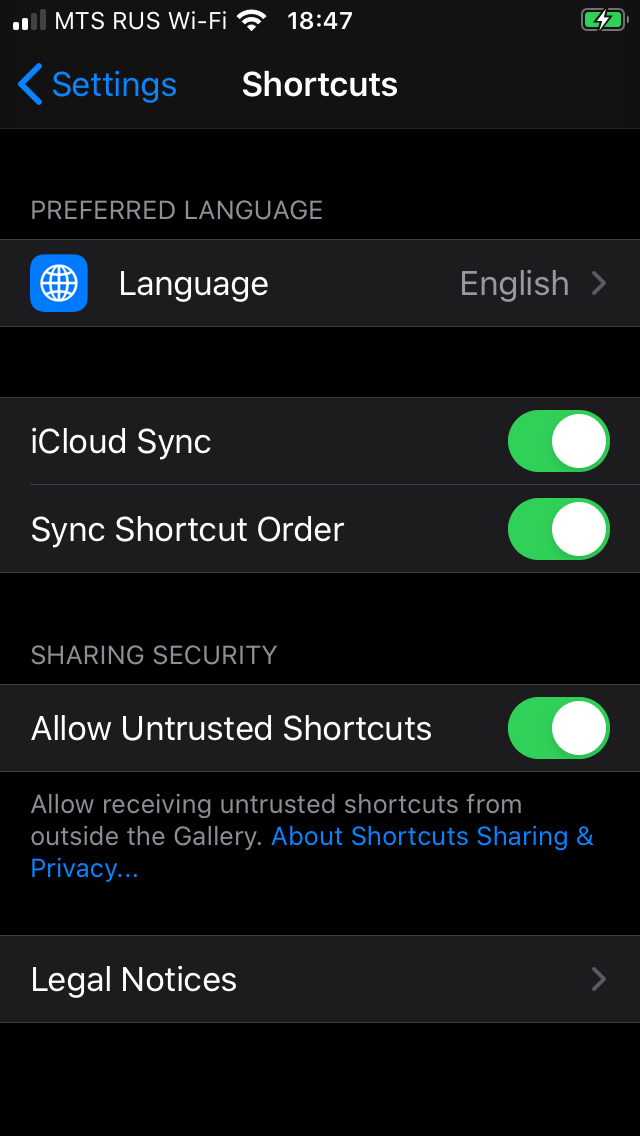 MTS RUS Wi-Fi 18:47
Settings Shortcuts
PREFERRED LANGUAGE
Language English
iCloud Sync
Sync Shortcut Order
SHARING SECURITY
Allow Untrusted Shortcuts
Allow receiving untrusted shortcuts from
outside the Gallery. About Shortcuts Sharing &
Privacy...
Legal Notices